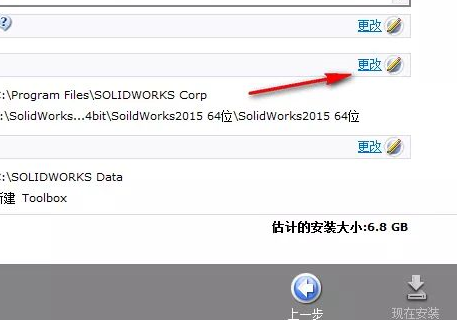 更改
更改
:\Program Files\SOLIDWORKS Corp
:\SolidWorks...4bit\SoildWorks2015 64位\SolidWorks2015 64位
更改
:\SOLIDWORKS Data
新建 Toolbox
估计的安装大小:6.8 GB
上一步 现在安装